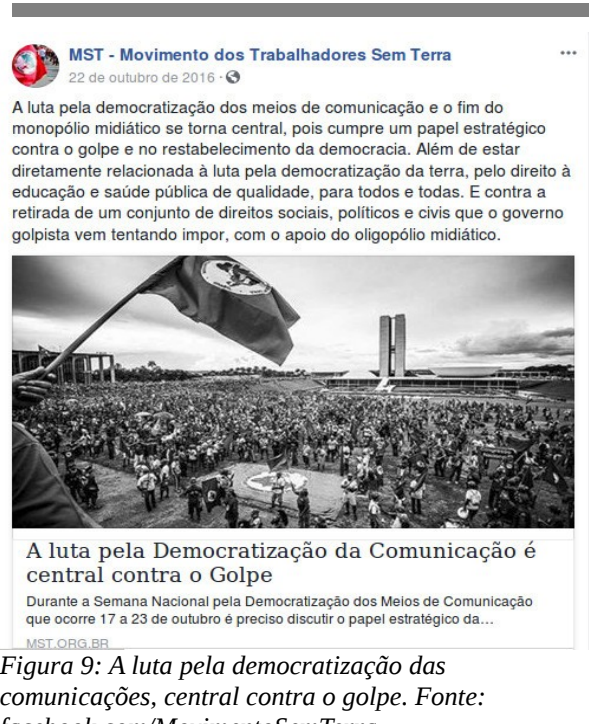 MST - Movimento dos Trabalhadores Sem Terra
22 de outubro de 2016
A luta pela democratização dos meios de comunicação e o fim do
monopólio midiático se torna central, pois cumpre um papel estratégico
contra o golpe e no restabelecimento da democracia. Além de estar
diretamente relacionada à luta pela democratização da terra, pelo direito à
educação e saúde pública de qualidade, para todos e todas. E contra a
retirada de um conjunto de direitos sociais, políticos e civis que o governo
golpista vem tentando impor, com o apoio do oligopólio midiático.
A luta pela Democratização da Comunicação é
central contra o Golpe
Durante a Semana Nacional pela Democratização dos Meios de Comunicação
que ocorre 17 a 23 de outubro é preciso discutir o papel estratégico da...
MST.ORG.BR
Figura 9: A luta pela democratização das
comunicações, central contra o golpe. Fonte:
facebook.com/MovimentoSemTerra